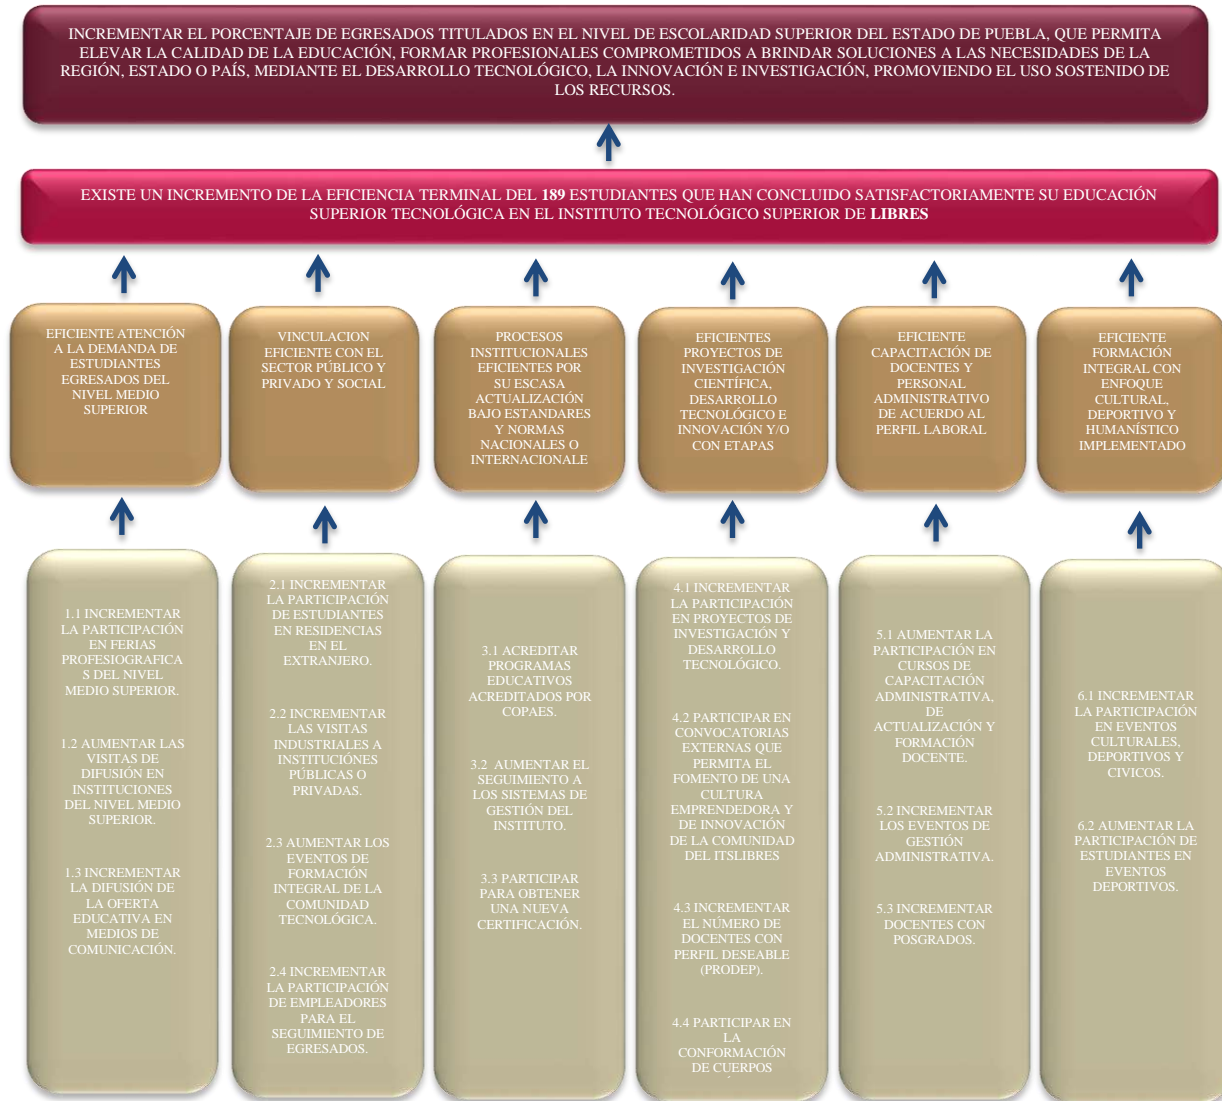 INCREMENTAR EL PORCENTAJE DE EGRESADOS TITULADOS EN EL NIVEL DE ESCOLARIDAD SUPERIOR DEL ESTADO DE PUEBLA, QUE PERMITA
ELEVAR LA CALIDAD DE LA EDUCACIÓN, FORMAR PROFESIONALES COMPROMETIDOS A BRINDAR SOLUCIONES A LAS NECESIDADES DE LA
REGIÓN, ESTADO O PAÍS, MEDIANTE EL DESARROLLO TECNOLÓGICO, LA INNOVACIÓN E INVESTIGACIÓN, PROMOVIENDO EL USO SOSTENIDO DE
LOS RECURSOS.
EXISTE UN INCREMENTO DE LA EFICIENCIA TERMINAL DEL 189 ESTUDIANTES QUE HAN CONCLUIDO SATISFACTORIAMENTE SU EDUCACIÓN
SUPERIOR TECNOLÓGICA EN EL INSTITUTO TECNOLÓGICO SUPERIOR DE LIBRES
EFICIENTE ATENCIÓN
A LA DEMANDA DE
ESTUDIANTES
EGRESADOS DEL
NIVEL MEDIO
SUPERIOR
VINCULACION
EFICIENTE CON EL
SECTOR PÚBLICO Y
PRIVADO Y SOCIAL
PROCESOS
INSTITUCIONALES
EFICIENTES POR
SU ESCASA
ACTUALIZACIÓN
BAJO ESTANDARES
Y NORMAS
NACIONALES O
INTERNACIONALE
EFICIENTES
PROYECTOS DE
INVESTIGACIÓN
CIENTÍFICA,
DESARROLLO
TECNOLÓGICO E
INNOVACIÓN Y/O
CON ETAPAS
EFICIENTE
CAPACITACIÓN DE
DOCENTES Y
PERSONAL
ADMINISTRATIVO
DE ACUERDO AL
PERFIL LABORAL
EFICIENTE
FORMACIÓN
INTEGRAL CON
ENFOQUE
CULTURAL,
DEPORTIVO Y
HUMANÍSTICO
IMPLEMENTADO
1.1 INCREMENTAR
LA PARTICIPACIÓN
EN FERIAS
PROFESIOGRAFICA
S DEL NIVEL
MEDIO SUPERIOR.
1.2 AUMENTAR LAS
VISITAS DE
DIFUSIÓN EN
INSTITUCIONES
DEL NIVEL MEDIO
SUPERIOR.
1.3 INCREMENTAR
LA DIFUSIÓN DE
LA OFERTA
EDUCATIVA EN
MEDIOS DE
COMUNICACIÓN.
2.1 INCREMENTAR
LA PARTICIPACIÓN
DE ESTUDIANTES
EN RESIDENCIAS
EN EL
EXTRANJERO.
2.2 INCREMENTAR
LAS VISITAS
INDUSTRIALES A
INSTITUCIÓNES
PÚBLICAS O
PRIVADAS.
2.3 AUMENTAR LOS
EVENTOS DE
FORMACIÓN
INTEGRAL DE LA
COMUNIDAD
TECNOLÓGICA.
2.4 INCREMENTAR
LA PARTICIPACIÓN
DE EMPLEADORES
PARA EL
SEGUIMIENTO DE
EGRESADOS.
3.1 ACREDITAR
PROGRAMAS
EDUCATIVOS
ACREDITADOS POR
COPAES.
3.2 AUMENTAR EL
SEGUIMIENTO A
LOS SISTEMAS DE
GESTIÓN DEL
INSTITUTO.
3.3 PARTICIPAR
PARA OBTENER
UNA NUEVA
CERTIFICACIÓN.
4.1 INCREMENTAR
LA PARTICIPACIÓN
EN PROYECTOS DE
INVESTIGACIÓN Y
DESARROLLO
TECNOLÓGICO.
4.2 PARTICIPAR EN
CONVOCATORIAS
EXTERNAS QUE
PERMITA EL
FOMENTO DE UNA
CULTURA
EMPRENDEDORA Y
DE INNOVACIÓN
DE LA COMUNIDAD
DEL ITSLIBRES
4.3 INCREMENTAR
EL NÚMERO DE
DOCENTES CON
PERFIL DESEABLE
(PRODEP).
4.4 PARTICIPAR EN
LA
CONFORMACIÓN
DE CUERPOS
5.1 AUMENTAR LA
PARTICIPACIÓN EN
CURSOS DE
CAPACITACIÓN
ADMINISTRATIVA,
DE
ACTUALIZACIÓN Y
FORMACIÓN
DOCENTE.
5.2 INCREMENTAR
LOS EVENTOS DE
GESTIÓN
ADMINISTRATIVA.
5.3 INCREMENTAR
DOCENTES CON
POSGRADOS.
6.1 INCREMENTAR
LA PARTICIPACIÓN
EN EVENTOS
CULTURALES,
DEPORTIVOS Y
CIVICOS.
6.2 AUMENTAR LA
PARTICIPACIÓN DE
ESTUDIANTES EN
EVENTOS
DEPORTIVOS.